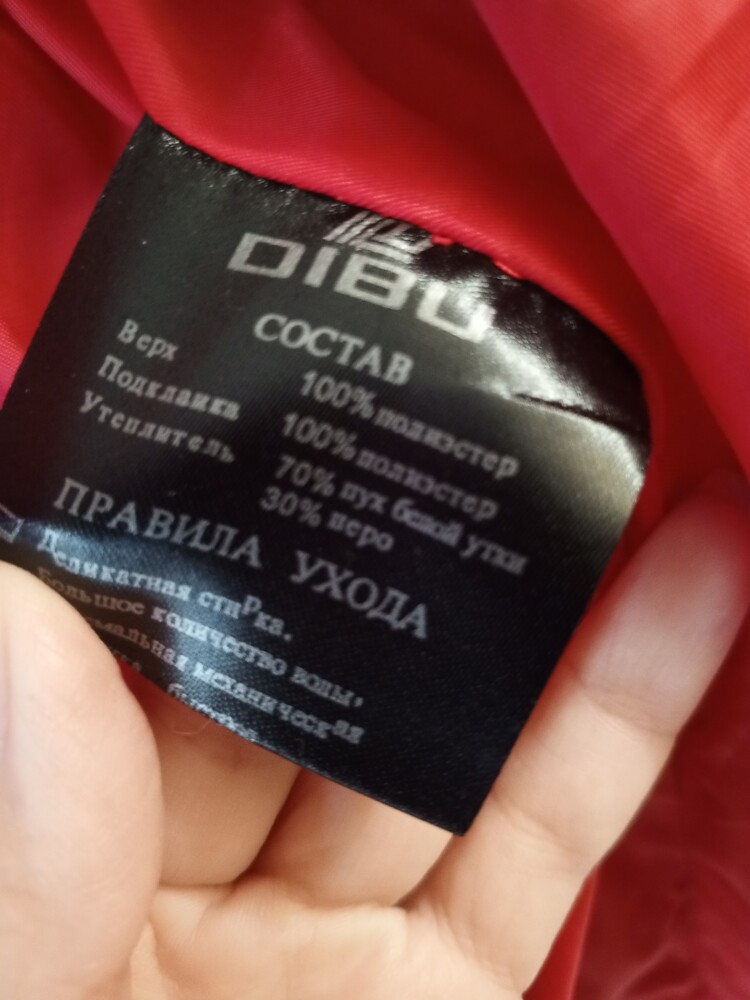 DIBU
СОСТАВ
Верх 100% полиэстер
Подкладка 100% полиэстер
Утеплитель 70% пух белой утки
30% перо
ПРАВИЛА УХОДА
Деликатная стирка.
Большое количество воды,
механическая